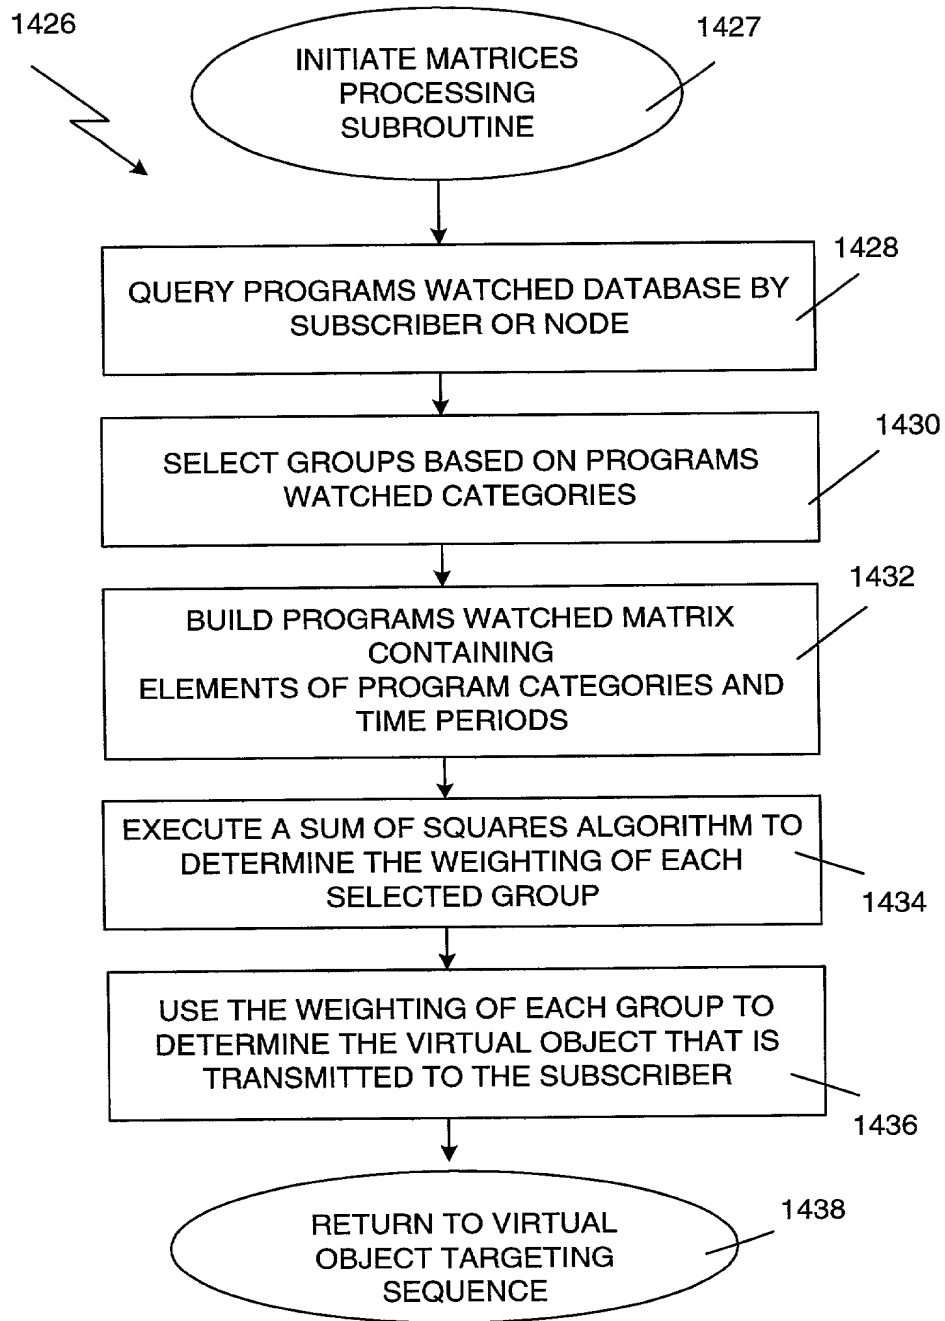 1426
1427
INITIATE MATRICES
PROCESSING
SUBROUTINE
1428
QUERY PROGRAMS WATCHED DATABASE BY
SUBSCRIBER OR NODE
1430
SELECT GROUPS BASED ON PROGRAMS
WATCHED CATEGORIES
1432
BUILD PROGRAMS WATCHED MATRIX
CONTAINING
ELEMENTS OF PROGRAM CATEGORIES AND
TIME PERIODS
EXECUTE A SUM OF SQUARES ALGORITHM TO
DETERMINE THE WEIGHTING OF EACH
SELECTED GROUP
1434
USE THE WEIGHTING OF EACH GROUP TO
DETERMINE THE VIRTUAL OBJECT THAT IS
TRANSMITTED TO THE SUBSCRIBER
1436
1438
RETURN TO VIRTUAL
OBJECT TARGETING
SEQUENCE